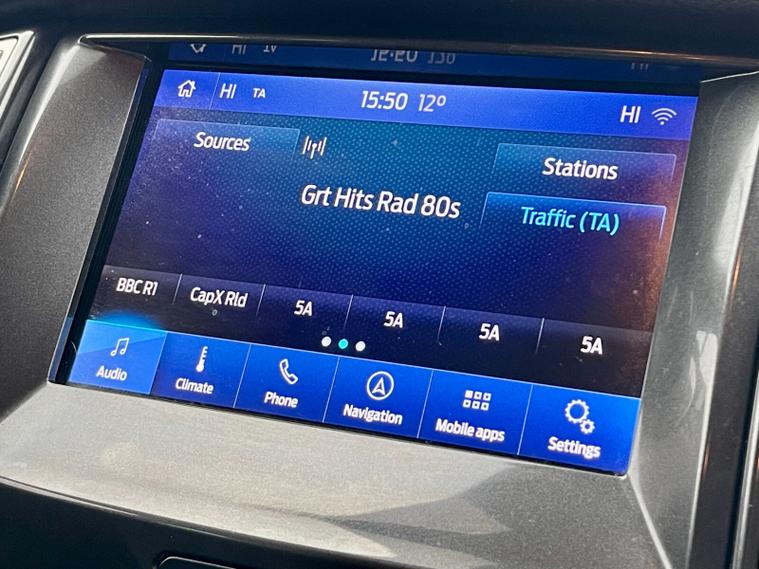 HI TA 15:50 12º HI
Sources
Stations
Grt Hits Rad 80s
Traffic (TA)
BBC R1 CapX Rld 5A 5A 5A 5A
Audio Climate Phone Navigation Mobile apps Settings